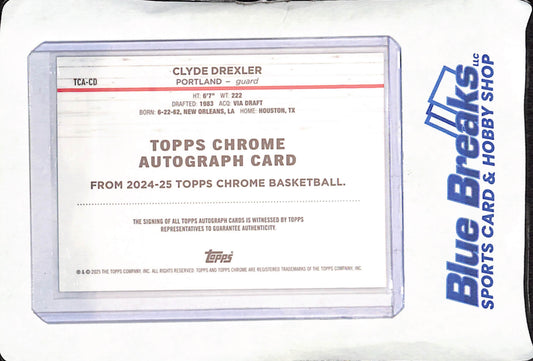 CLYDE DREXLER
TCA-CD
PORTLAND – guard
HT: 6'7" WT: 222
DRAFTED: 1983 ACQ: VIA DRAFT
BORN: 6-22-62, NEW ORLEANS, LA HOME: HOUSTON, TX
TOPPS CHROME
AUTOGRAPH CARD
FROM 2024-25 TOPPS CHROME BASKETBALL.
THE SIGNING OF ALL TOPPS AUTOGRAPH CARDS IS WITNESSED BY TOPPS
REPRESENTATIVES TO GUARANTEE AUTHENTICITY.
topps
® & © 2025 THE TOPPS COMPANY, INC. ALL RIGHTS RESERVED. TOPPS AND TOPPS CHROME ARE REGISTERED TRADEMARKS OF THE TOPPS COMPANY, INC.
Blue Breaks LLC
SPORTS CARD & HOBBY SHOP